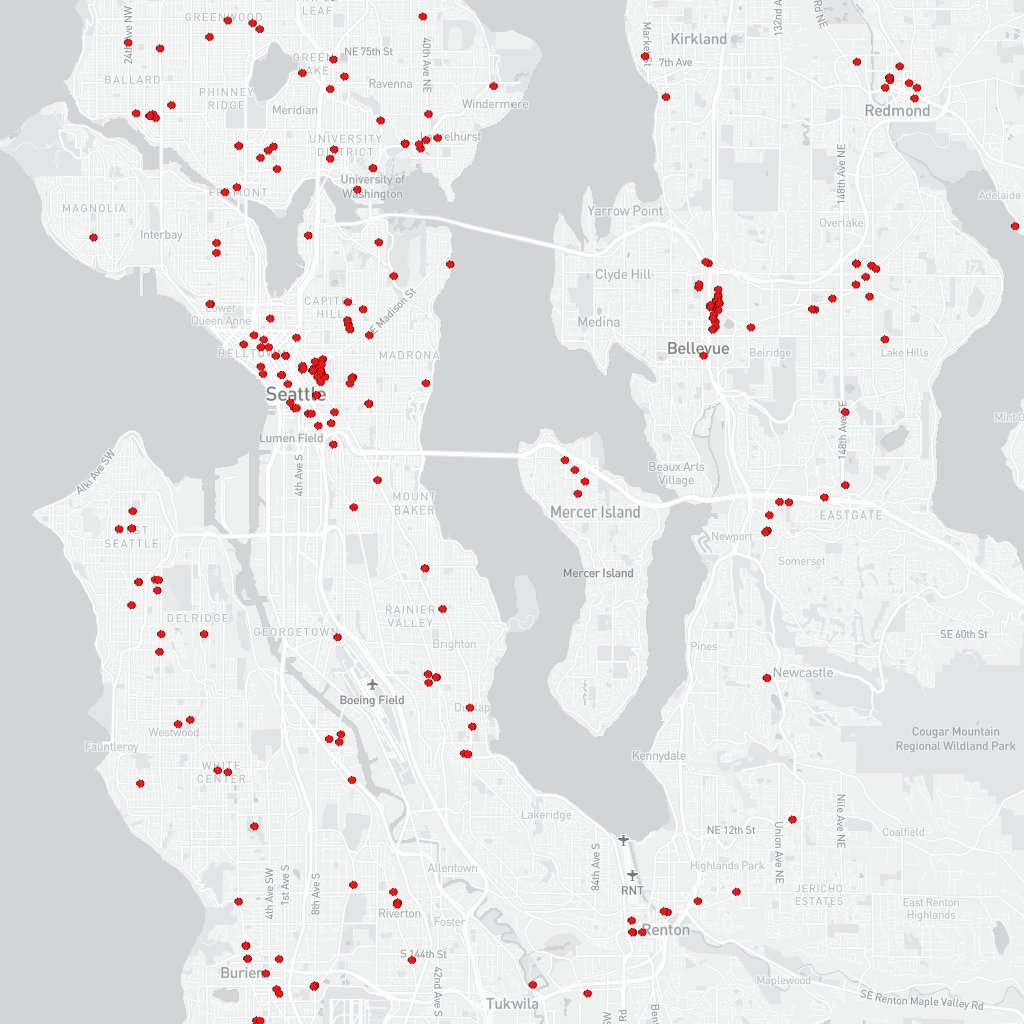 GREENWOOD
LEAF
24th Ave NW
132nd A
Rd NE
Kirkland
Market St
7th Ave
NE 75th St
40th Ave NE
GREEN
LAKE
BALLARD
Ravenna
PHINNEY
RIDGE
Windermere
Meridian
Redmond
UNIVERSITY
DISTRICT
Laurelhurst
148th Ave NE
University of
Washington
FREMONT
Adelaide
MAGNOLIA
Yarrow Point
Overlake
Interbay
Clyde Hill
CAPITOL
HILL
E Madison St
Lower
Queen Anne
Medina
BELLTOWN
MADRONA
Bellevue
Belridge
Lake Hills
Seattle
Mint G
Lumen Field
148th Ave SE
4th Ave S
Alki Ave SW
Beaux Arts
Village
MOUNT
BAKER
Mercer Island
EASTGATE
WEST
SEATTLE
Newport
Somerset
Mercer Island
RAINIER
VALLEY
DELRIDGE
GEORGETOWN
SE 60th St
Brighton
Pines
Newcastle
Boeing Field
Dunlap
Westwood
Fauntleroy
Cougar Mountain
Regional Wildland Park
Kennydale
WHITE
CENTER
Lakeridge
Nile Ave NE
Union Ave NE
NE 12th St
Coalfield
84th Ave S
Allentown
Highlands Park
4th Ave SW
1st Ave S
8th Ave S
RNT
JERICHO
ESTATES
East Renton
Highlands
Riverton
Foster
Renton
S 144th St
Burien
42nd Ave S
Maplewood
Tukwila
SE Renton Maple Valley Rd
SW
Rd
Ben